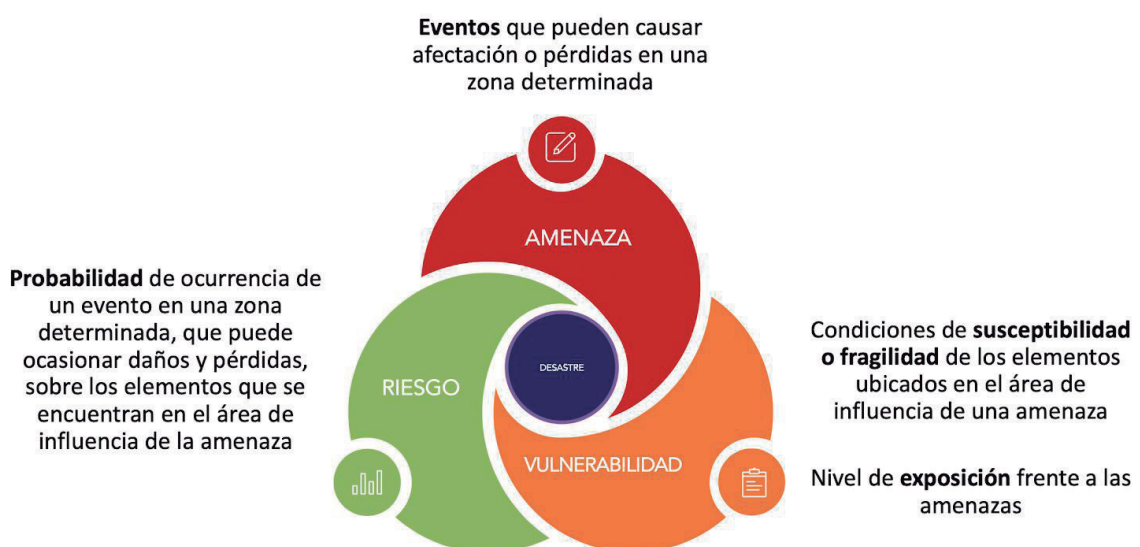 Eventos que pueden causar
afectación o pérdidas en una
zona determinada
AMENAZA
Probabilidad de ocurrencia de
un evento en una zona
determinada, que puede
ocasionar daños y pérdidas,
sobre los elementos que se
encuentran en el área de
influencia de la amenaza
RIESGO
DESASTRE
VULNERABILIDAD
Condiciones de susceptibilidad
o fragilidad de los elementos
ubicados en el área de
influencia de una amenaza
Nivel de exposición frente a las
amenazas